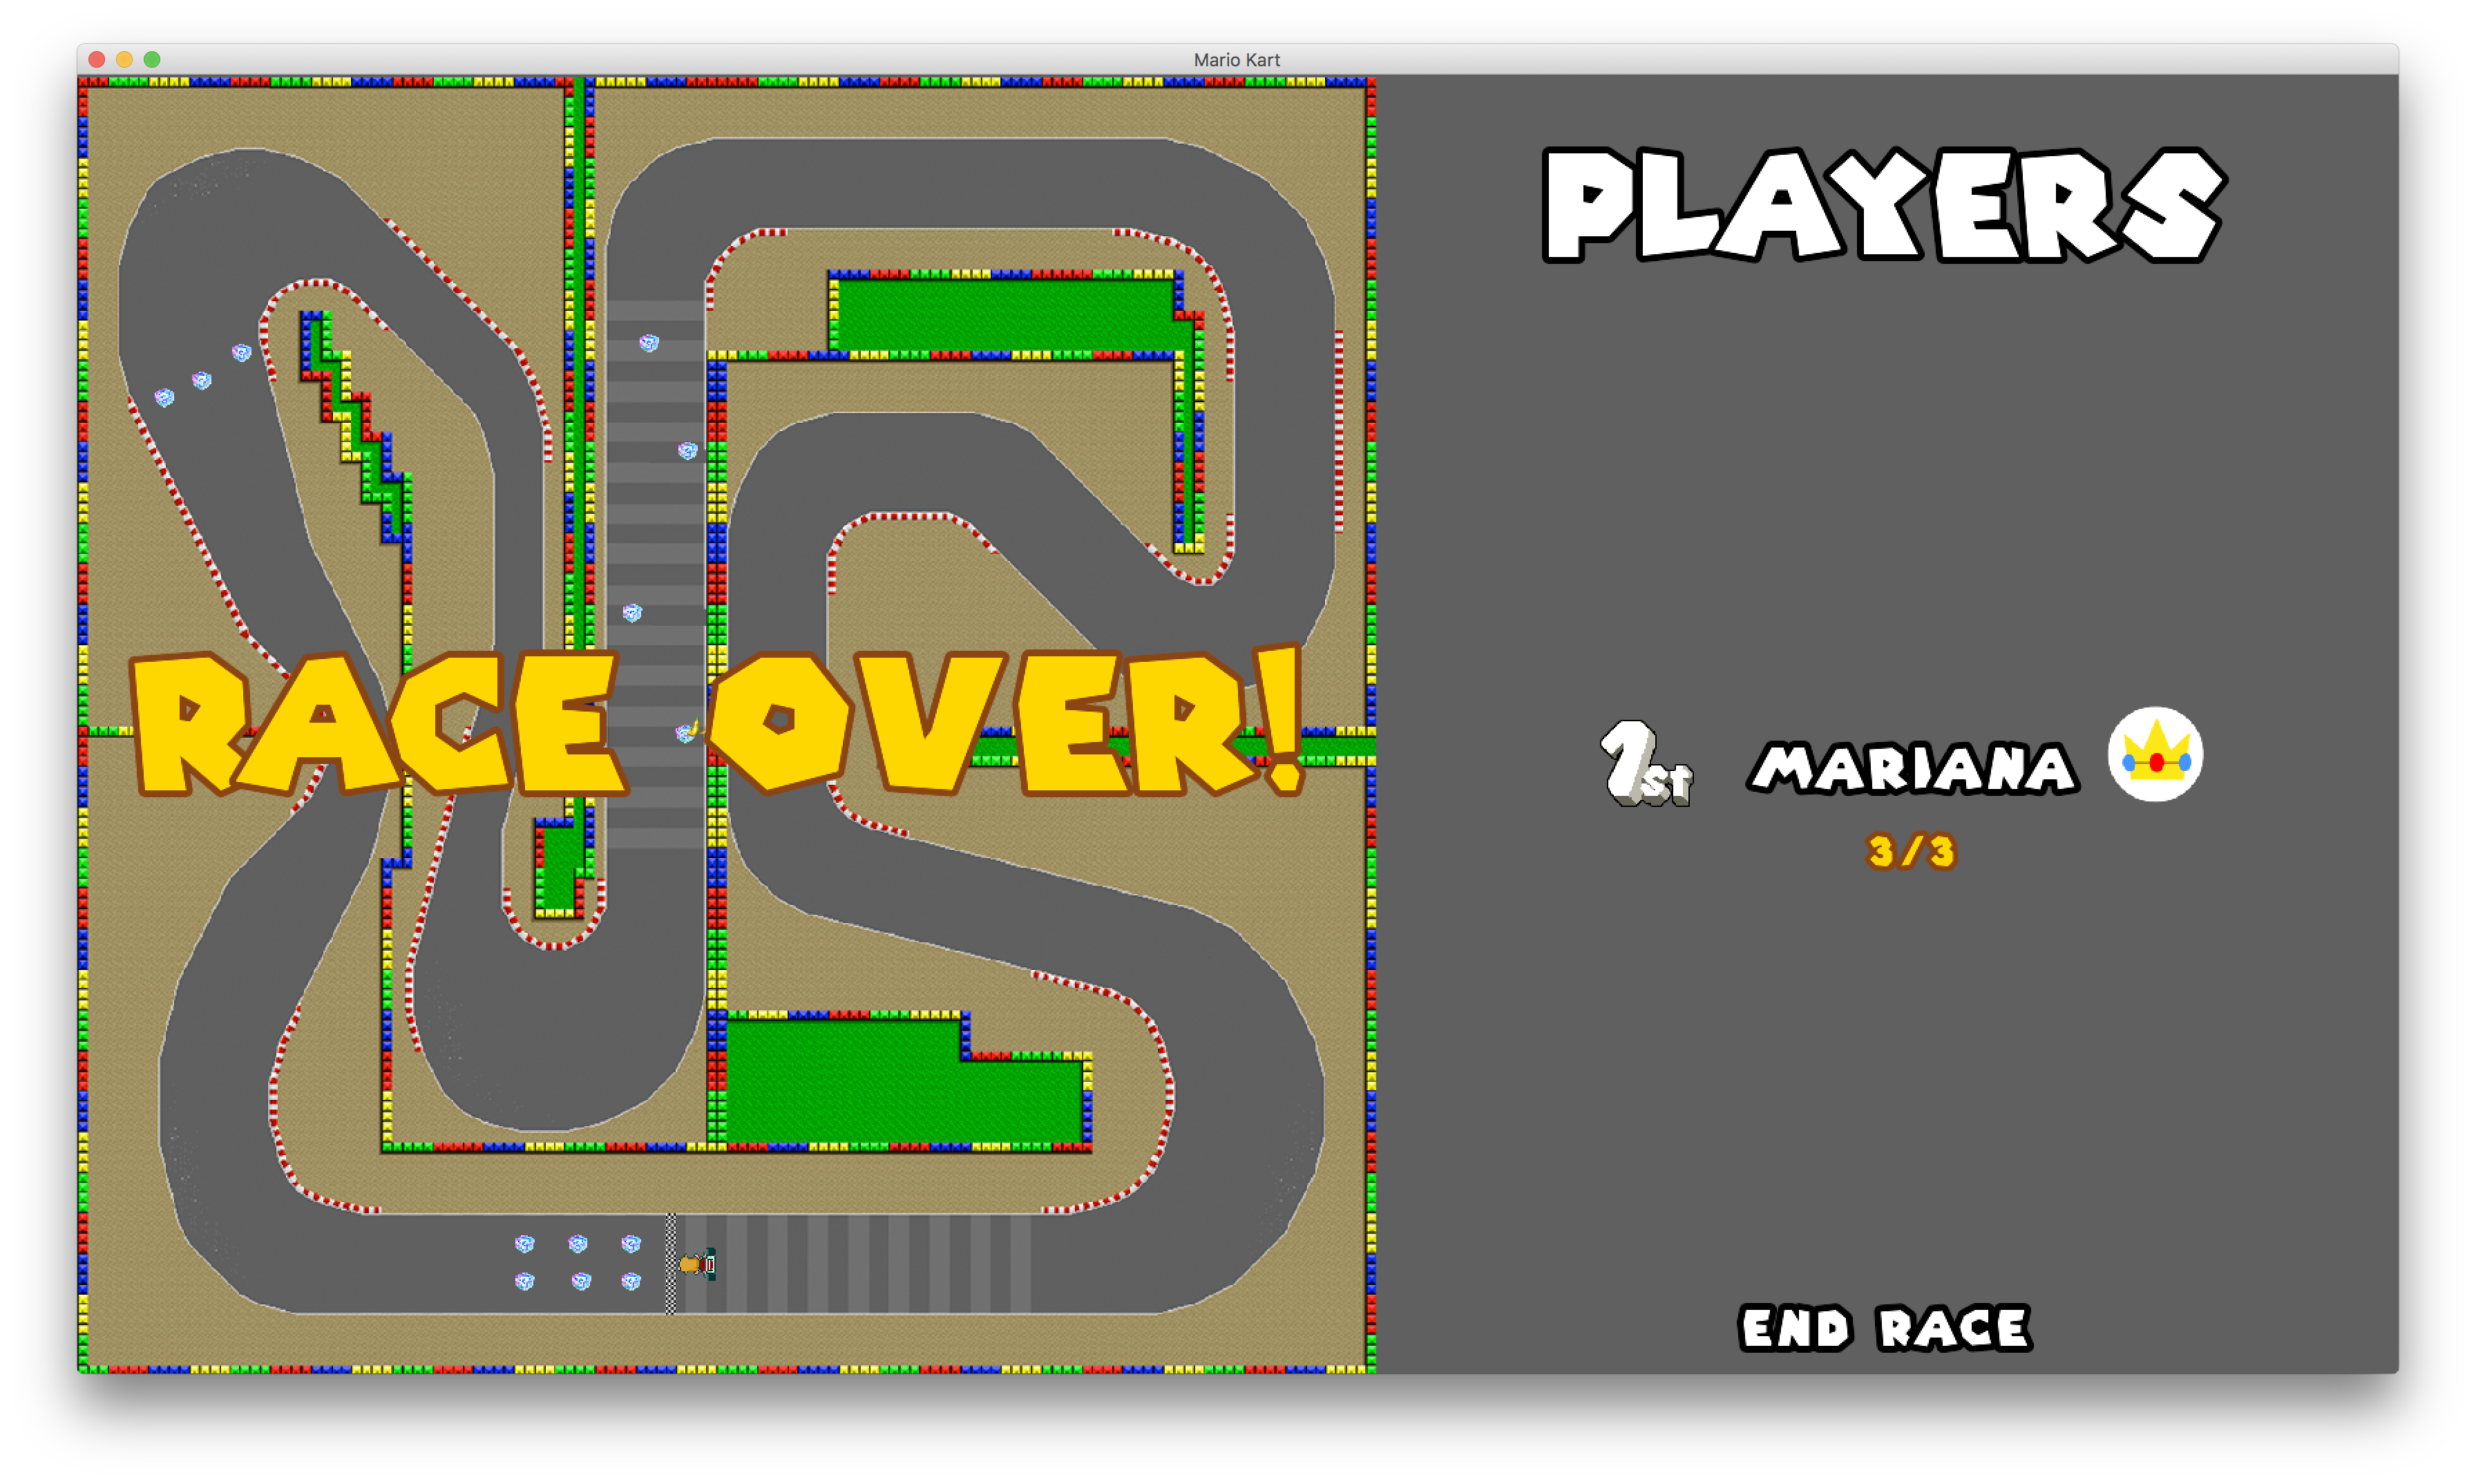 Mario Kart
PLAYERS
RACE OVER!
1st MARIANA
3/3
END RACE